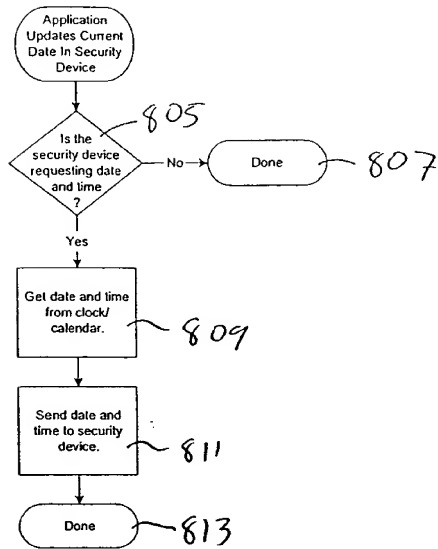 Application
Updates Current
Date In Security
Device
805
Is the
security device
requesting date
and time
?
No
Done
807
Yes
Get date and time
from clock/
calendar.
809
Send date and
time to security
device.
811
Done
813